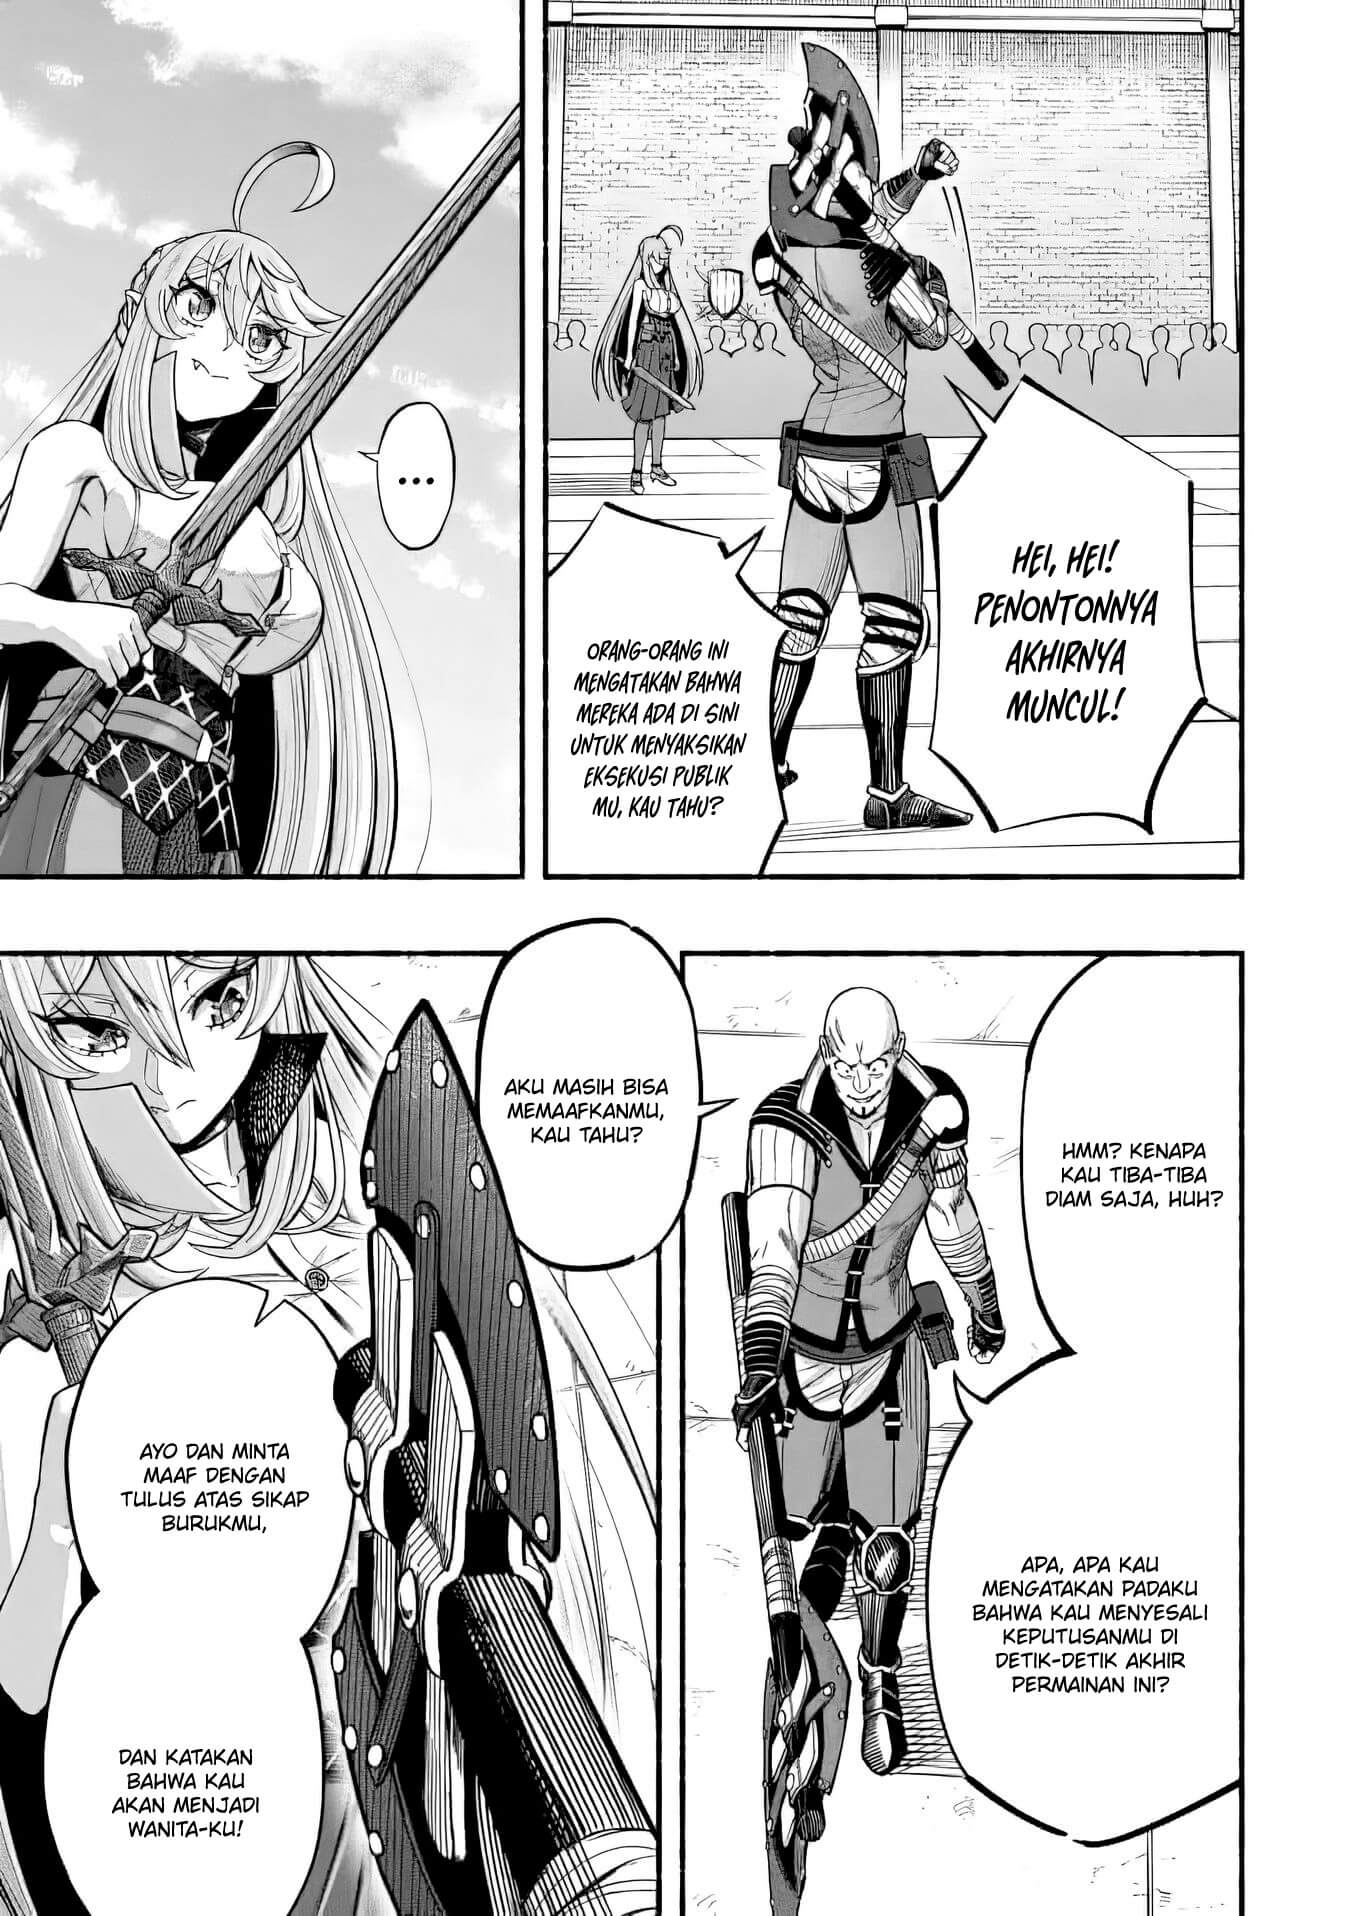 HEI, HEI!
PENONTONNYA
AKHIRNYA
MUNCUL!
ORANG-ORANG INI
MENGATAKAN BAHWA
MEREKA ADA DI SINI
UNTUK MENYAKSIKAN
EKSEKUSI PUBLIK
MU, KAU TAHU?
...
HMM? KENAPA
KAU TIBA-TIBA
DIAM SAJA, HUH?
APA, APA KAU
MENGATAKAN PADAKU
BAHWA KAU MENYESALI
KEPUTUSANMU DI
DETIK-DETIK AKHIR
PERMAINAN INI?
AKU MASIH BISA
MEMAAFKANMU,
KAU TAHU?
AYO DAN MINTA
MAAF DENGAN
TULUS ATAS SIKAP
BURUKMU,
DAN KATAKAN
BAHWA KAU
AKAN MENJADI
WANITA-KU!